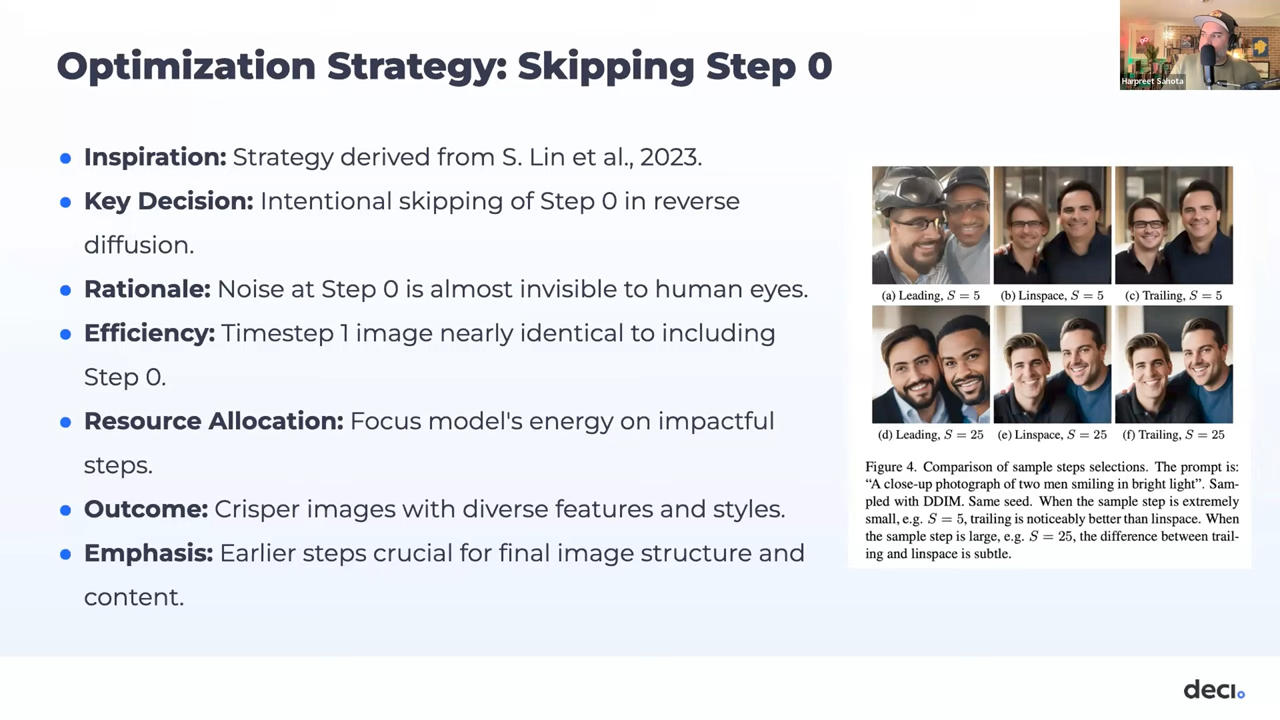 Optimization Strategy: Skipping Step 0
Harpreet Sahota
● Inspiration: Strategy derived from S. Lin et al., 2023.
● Key Decision: Intentional skipping of Step 0 in reverse
diffusion.
● Rationale: Noise at Step 0 is almost invisible to human eyes.
● Efficiency: Timestep 1 image nearly identical to including
Step 0.
● Resource Allocation: Focus model's energy on impactful
steps.
● Outcome: Crisper images with diverse features and styles.
● Emphasis: Earlier steps crucial for final image structure and
content.
(a) Leading, S = 5 (b) Linspace, S = 5 (c) Trailing, S = 5
(d) Leading, S = 25 (e) Linspace, S = 25 (f) Trailing, S = 25
Figure 4. Comparison of sample steps selections. The prompt is:
“A close-up photograph of two men smiling in bright light”. Sam-
pled with DDIM. Same seed. When the sample step is extremely
small, e.g. S = 5, trailing is noticeably better than linspace. When
the sample step is large, e.g. S = 25, the difference between trail-
ing and linspace is subtle.
deci.